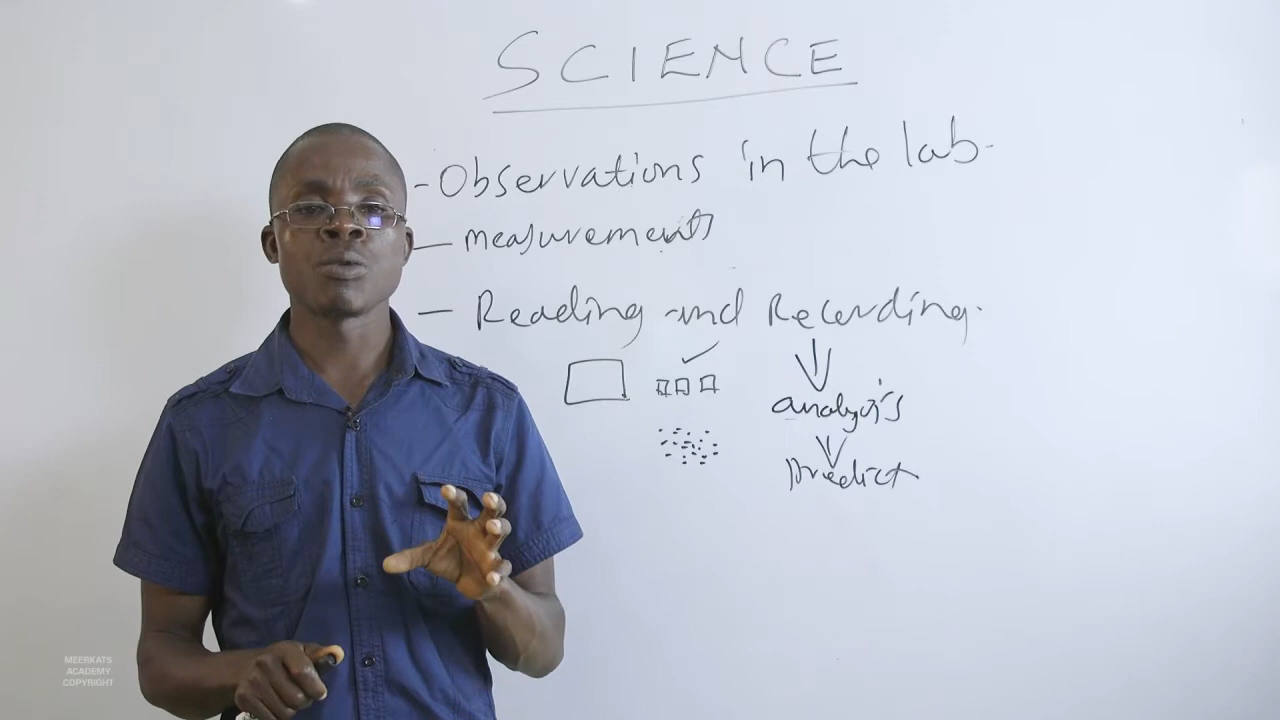 SCIENCE
- Observations in the lab.
- measurements
- Reading and Recording.
analysis
predict
MEERKATS
ACADEMY
COPYRIGHT